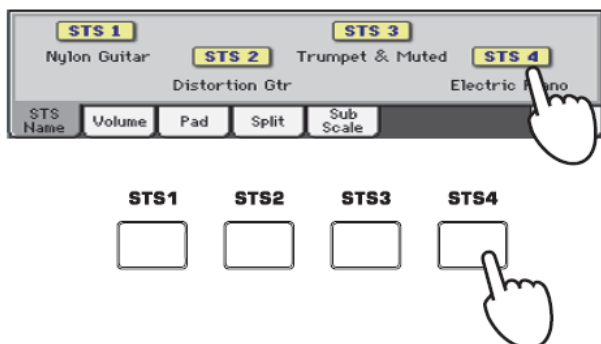 STS 1 STS 3
Nylon Guitar STS 2 Trumpet & Muted STS 4
Distortion Gtr Electric Piano
STS Name Volume Pad Split Sub Scale
STS1 STS2 STS3 STS4